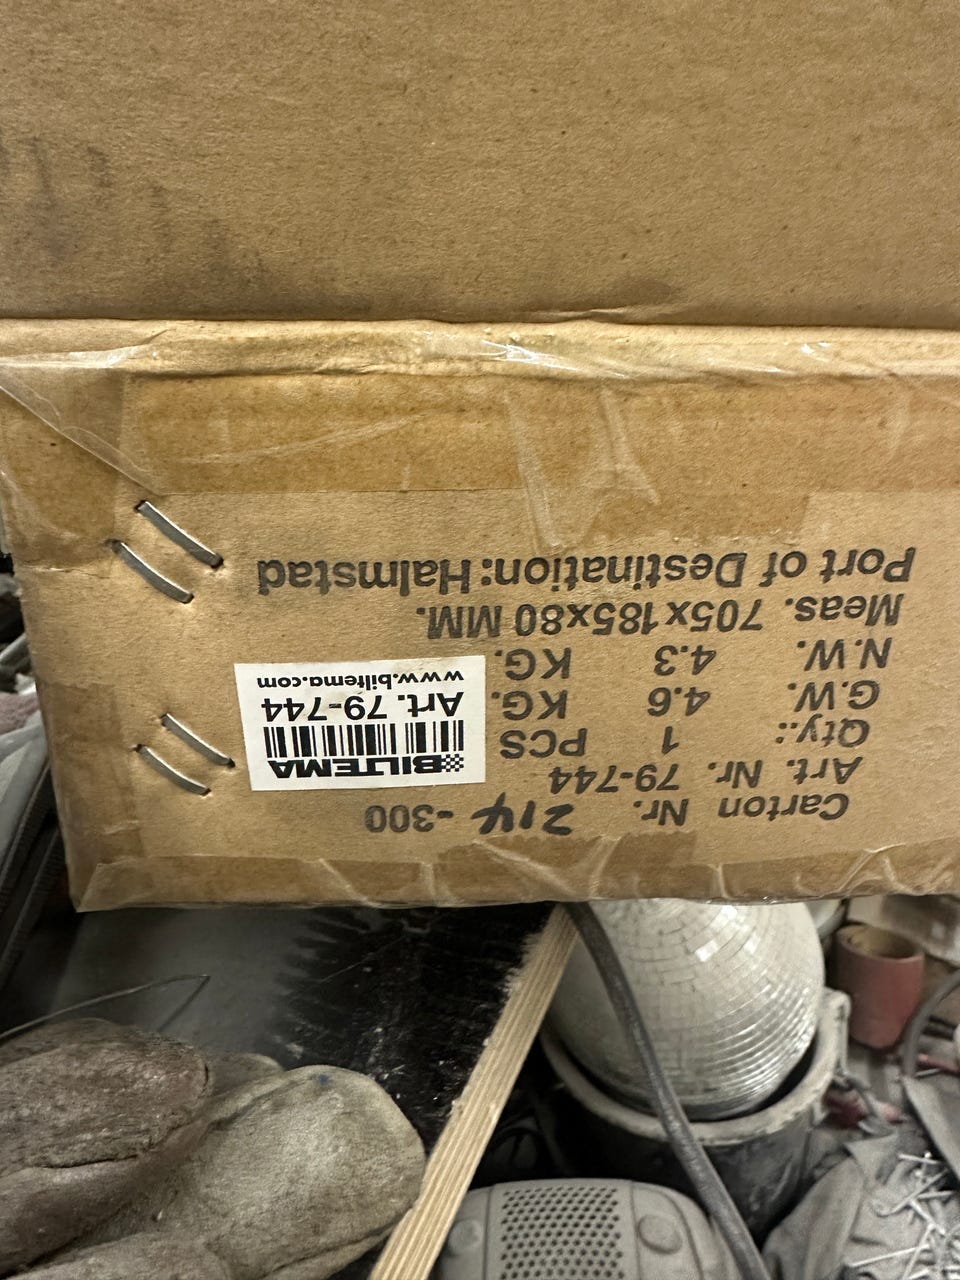 Carton Nr. 214 -300
Art. Nr. 79-744
Qty.: 1 PCS
G.W. 4.6 KG.
N.W. 4.3 KG.
Meas. 705x185x80 MM.
Port of Destination: Halmstad
BILTEMA
Art. 79-744
www.biltema.com